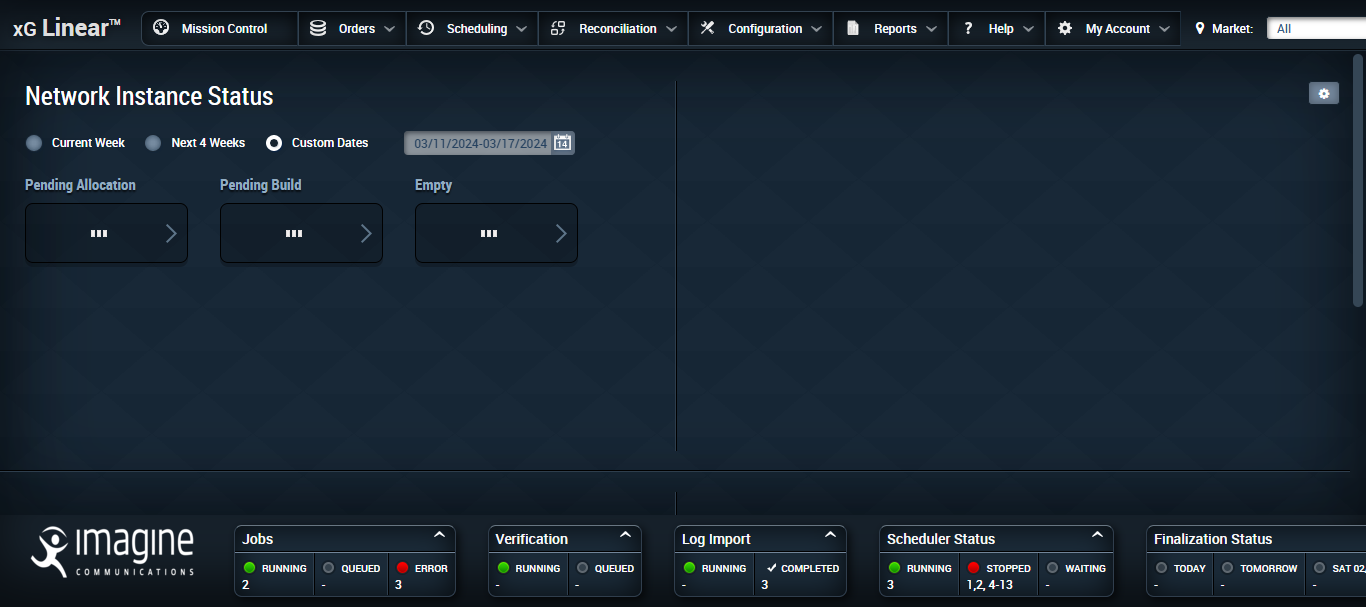 xG Linear™ Mission Control Orders Scheduling Reconciliation Configuration Reports Help My Account Market: All
Network Instance Status
Current Week Next 4 Weeks Custom Dates 03/11/2024-03/17/2024 14
Pending Allocation Pending Build Empty
... ... ...
imagine
COMMUNICATIONS
Jobs
RUNNING QUEUED ERROR
2 - 3
Verification
RUNNING QUEUED
- -
Log Import
RUNNING COMPLETED
- 3
Scheduler Status
RUNNING STOPPED WAITING
3 1,2, 4-13 -
Finalization Status
TODAY TOMORROW SAT 02,
- - -